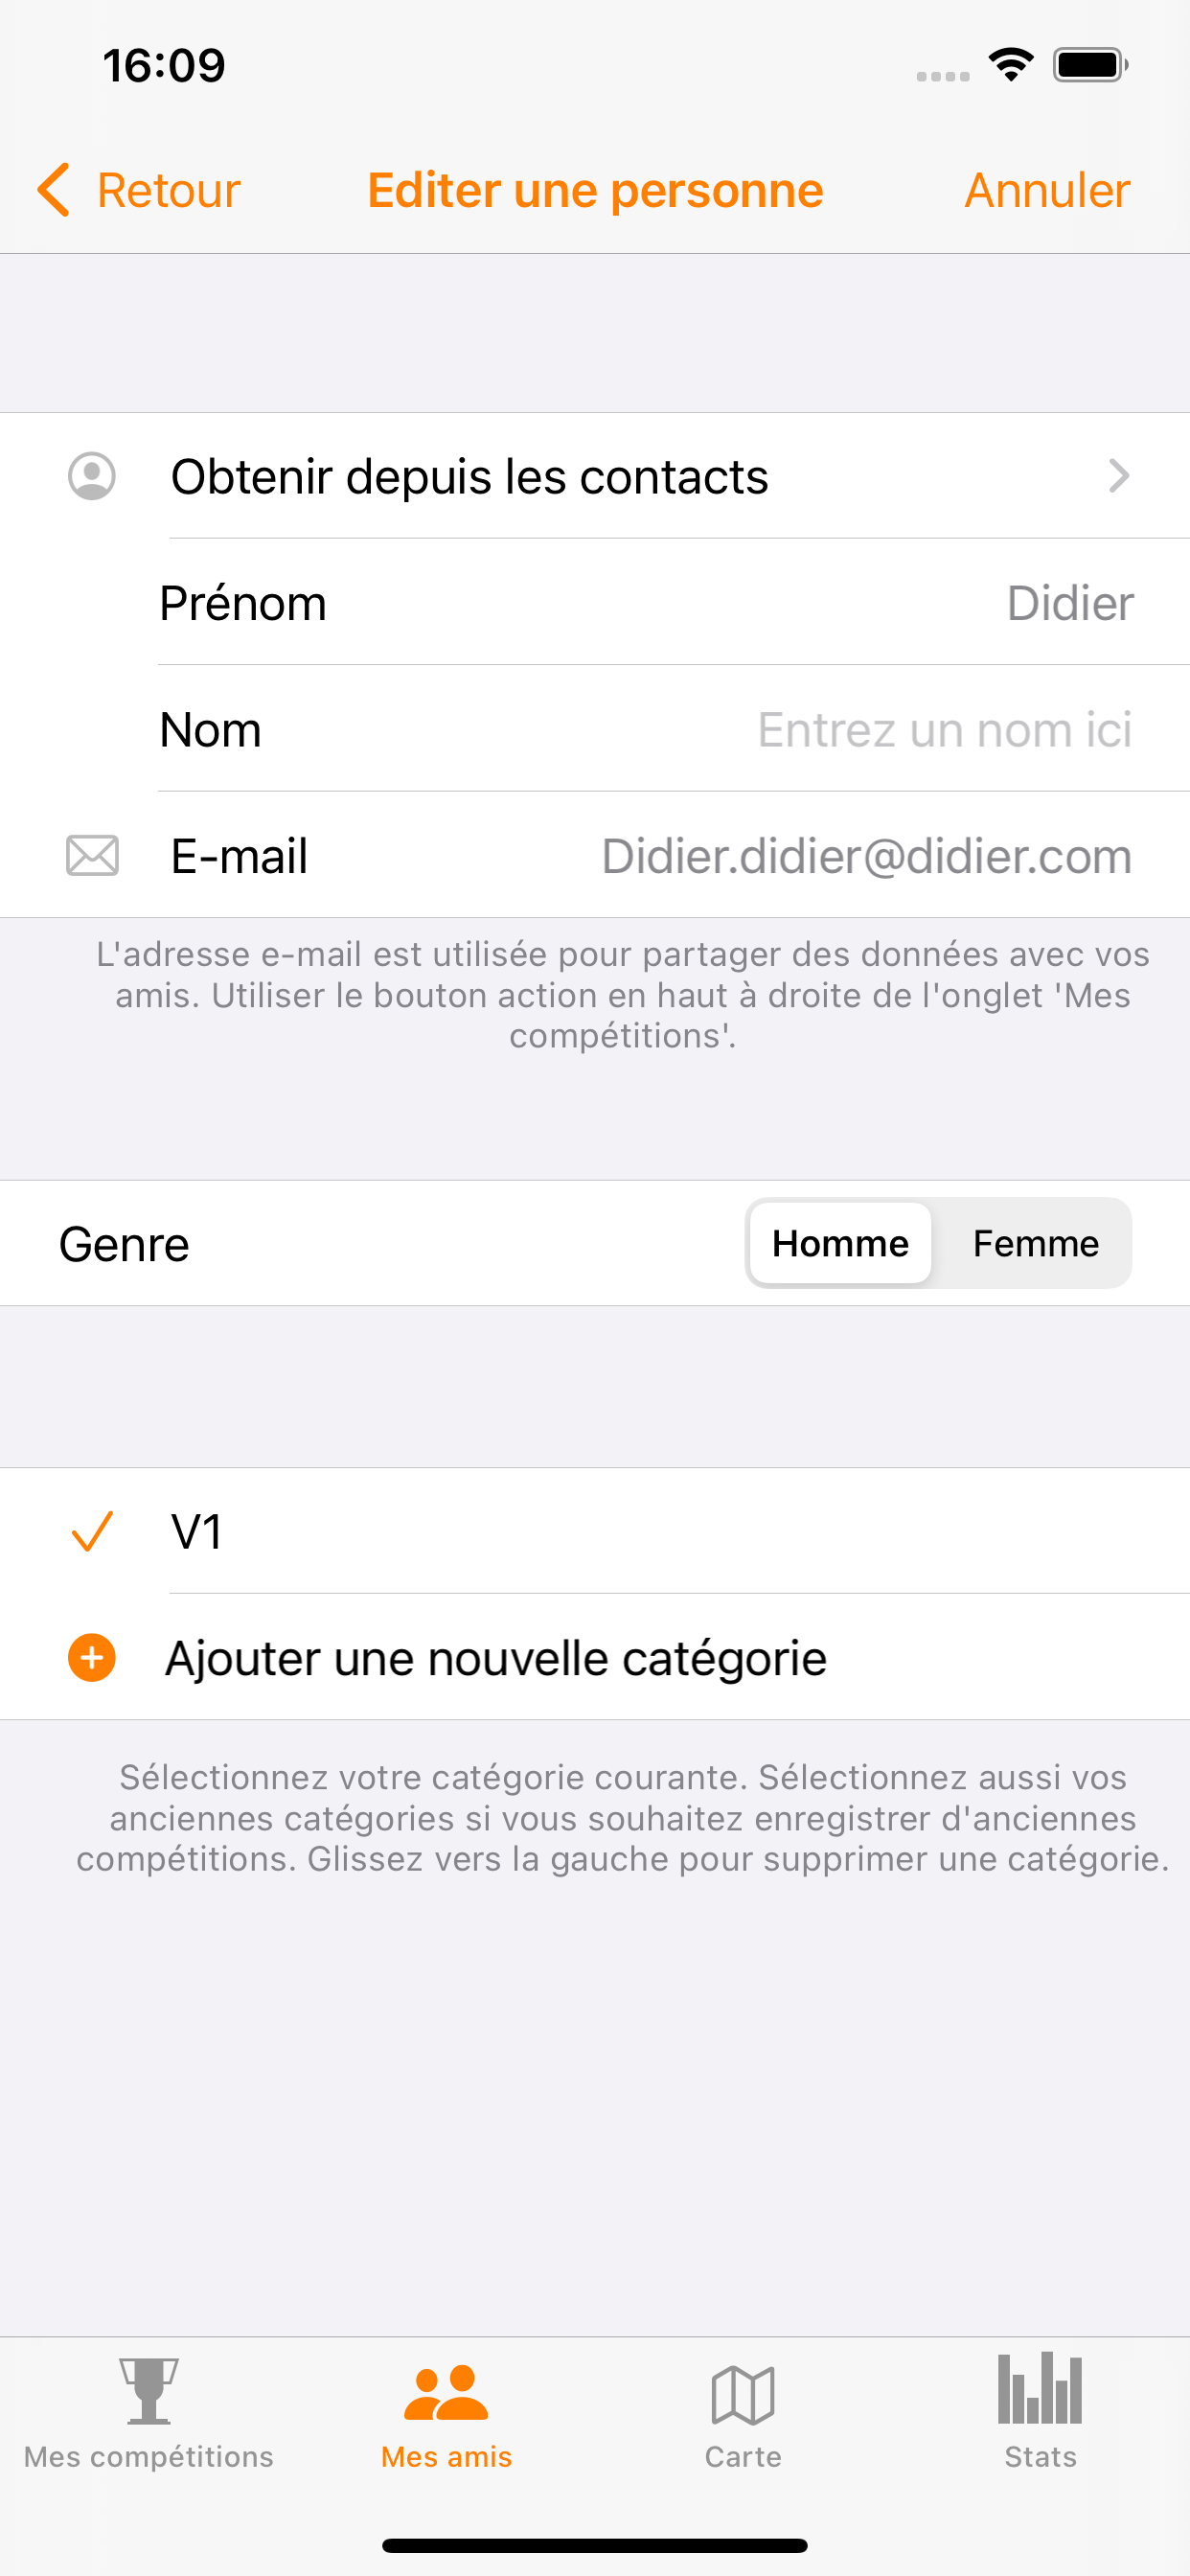 16:09
Retour
Editer une personne
Annuler
Obtenir depuis les contacts
Prénom
Didier
Nom
Entrez un nom ici
E-mail
Didier.didier@didier.com
L'adresse e-mail est utilisée pour partager des données avec vos
amis. Utiliser le bouton action en haut à droite de l'onglet 'Mes
compétitions'.
Genre
Homme
Femme
V1
Ajouter une nouvelle catégorie
Sélectionnez votre catégorie courante. Sélectionnez aussi vos
anciennes catégories si vous souhaitez enregistrer d'anciennes
compétitions. Glissez vers la gauche pour supprimer une catégorie.
Mes compétitions
Mes amis
Carte
Stats